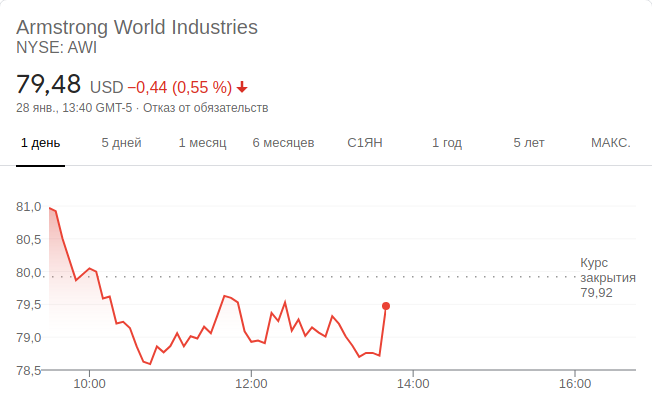 Armstrong World Industries
NYSE: AWI
79,48 USD −0,44 (0,55 %)
28 янв., 13:40 GMT-5 · Отказ от обязательств
1 день 5 дней 1 месяц 6 месяцев С1ЯН 1 год 5 лет МАКС.
81,0
80,5
80,0
79,5
79,0
78,5
Курс
закрытия
79,92
10:00 12:00 14:00 16:00